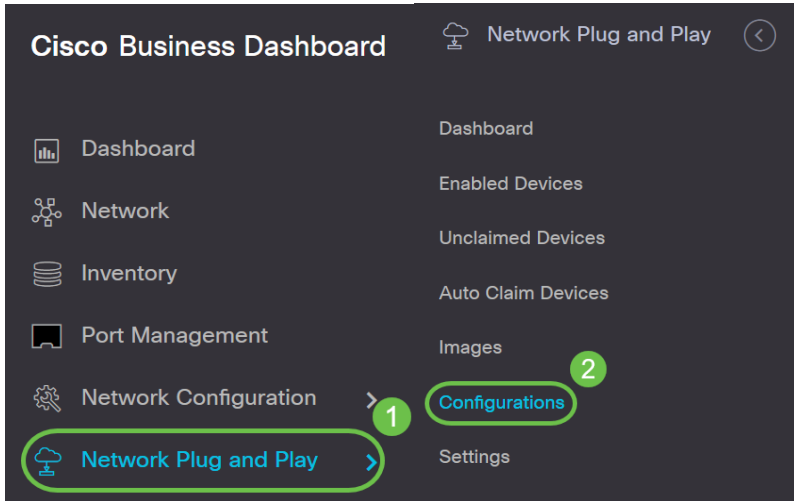 Cisco Business Dashboard
Dashboard
Network
Inventory
Port Management
Network Configuration
1
Network Plug and Play
Network Plug and Play
Dashboard
Enabled Devices
Unclaimed Devices
Auto Claim Devices
Images
2
Configurations
Settings